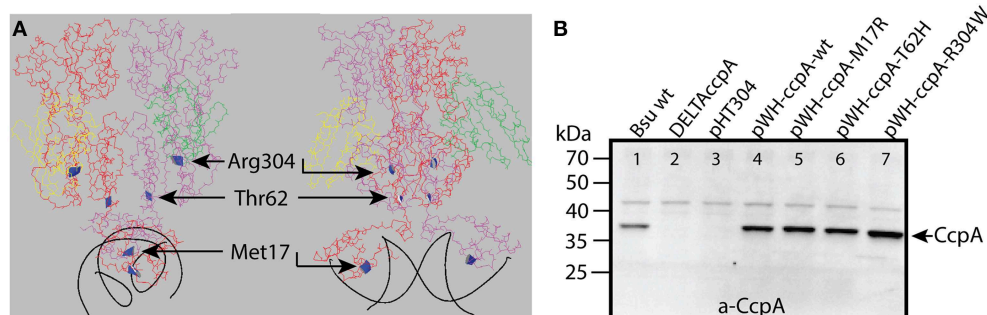 A
Arg304
Thr62
Met17
B
Bsu wt
DELTAccpA
pHT304
pWH-ccpA-wt
pWH-ccpA-M17R
pWH-ccpA-T62H
pWH-ccpA-R304W
kDa
1 2 3 4 5 6 7
70
50
40
35
25
CcpA
a-CcpA